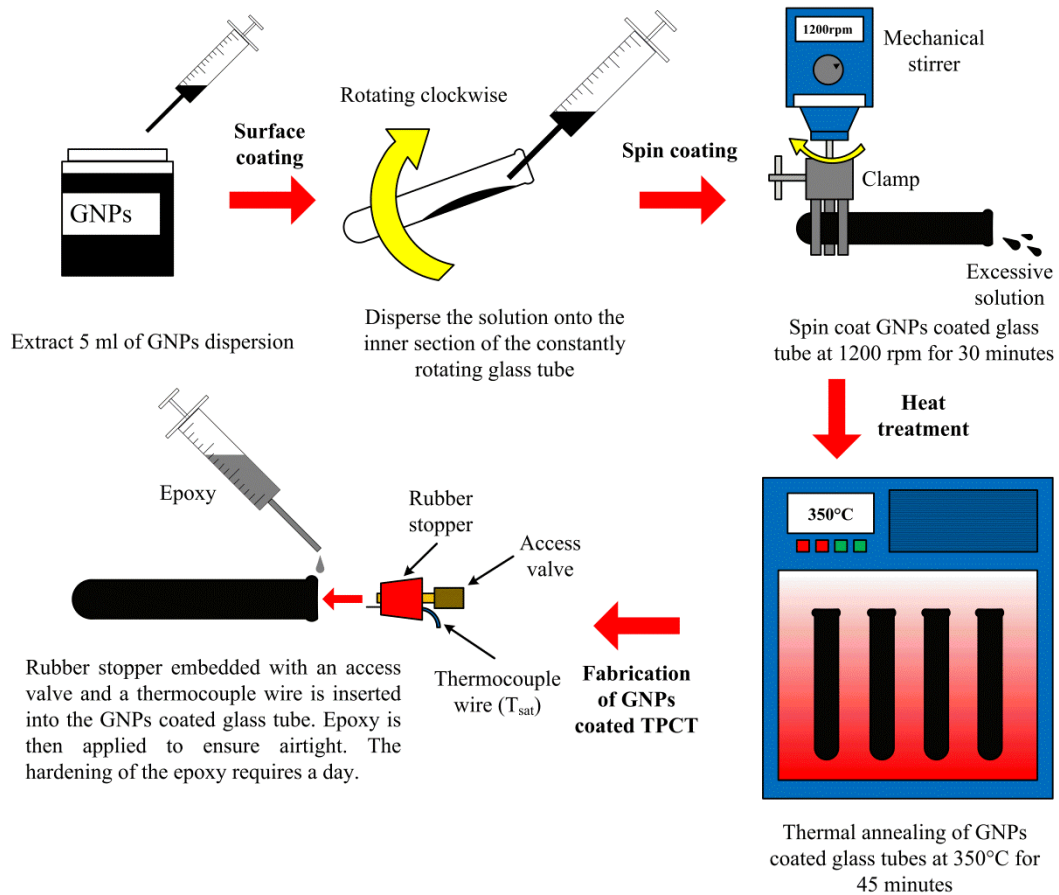 GNPs
Extract 5 ml of GNPs dispersion
Surface
coating
Rotating clockwise
Disperse the solution onto the
inner section of the constantly
rotating glass tube
Spin coating
1200rpm
Mechanical
stirrer
Clamp
Excessive
solution
Spin coat GNPs coated glass
tube at 1200 rpm for 30 minutes
Heat
treatment
350°C
Thermal annealing of GNPs
coated glass tubes at 350°C for
45 minutes
Fabrication
of GNPs
coated TPCT
Epoxy
Rubber
stopper
Access
valve
Thermocouple
wire (Tsat)
Rubber stopper embedded with an access
valve and a thermocouple wire is inserted
into the GNPs coated glass tube. Epoxy is
then applied to ensure airtight. The
hardening of the epoxy requires a day.